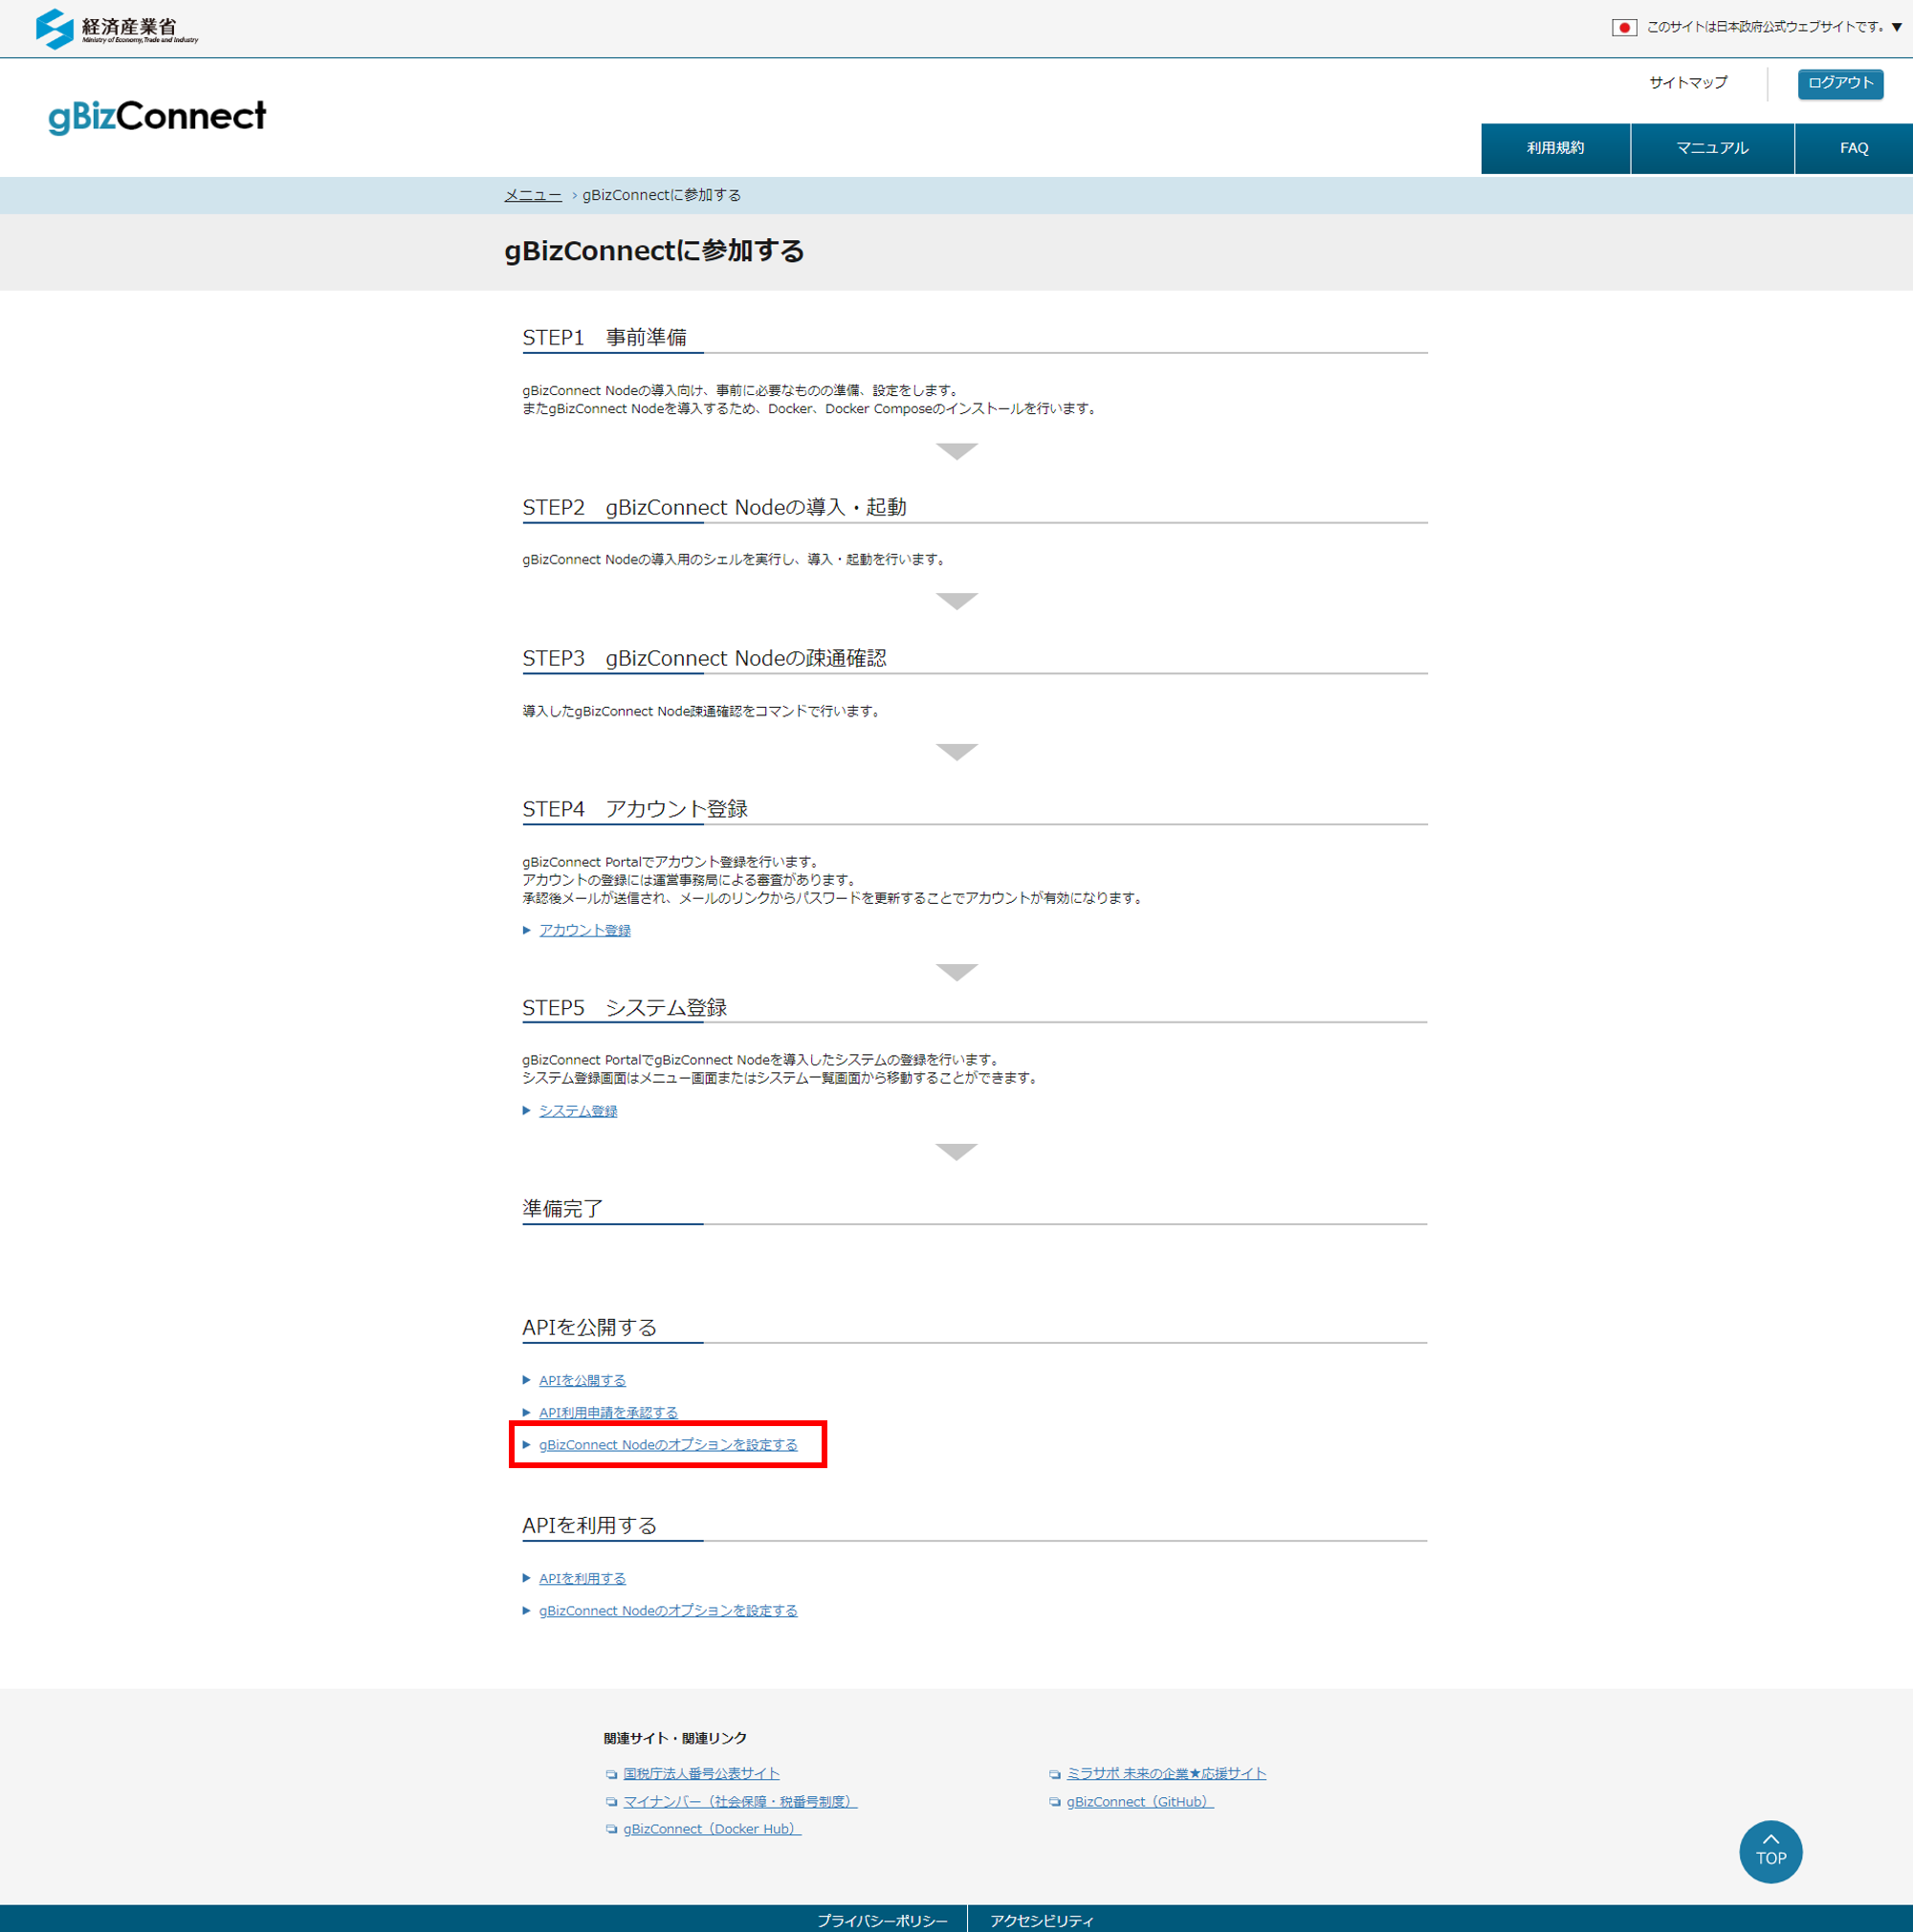 経済産業省
Ministry of Economy, Trade and Industry
このサイトは日本政府公式ウェブサイトです。▼
サイトマップ
ログアウト
gBizConnect
利用規約
マニュアル
FAQ
メニュー › gBizConnectに参加する
gBizConnectに参加する
STEP1　事前準備
gBizConnect Nodeの導入向け、事前に必要なものの準備、設定をします。
またgBizConnect Nodeを導入するため、Docker、Docker Composeのインストールを行います。
STEP2　gBizConnect Nodeの導入・起動
gBizConnect Nodeの導入用のシェルを実行し、導入・起動を行います。
STEP3　gBizConnect Nodeの疎通確認
導入したgBizConnect Node疎通確認をコマンドで行います。
STEP4　アカウント登録
gBizConnect Portalでアカウント登録を行います。
アカウントの登録には運営事務局による審査があります。
承認後メールが送信され、メールのリンクからパスワードを更新することでアカウントが有効になります。
アカウント登録
STEP5　システム登録
gBizConnect PortalでgBizConnect Nodeを導入したシステムの登録を行います。
システム登録画面はメニュー画面またはシステム一覧画面から移動することができます。
システム登録
準備完了
APIを公開する
APIを公開する
API利用申請を承認する
gBizConnect Nodeのオプションを設定する
APIを利用する
APIを利用する
gBizConnect Nodeのオプションを設定する
関連サイト・関連リンク
国税庁法人番号公表サイト
ミラサポ 未来の企業★応援サイト
マイナンバー（社会保障・税番号制度）
gBizConnect（GitHub）
gBizConnect（Docker Hub）
TOP
プライバシーポリシー
アクセシビリティ